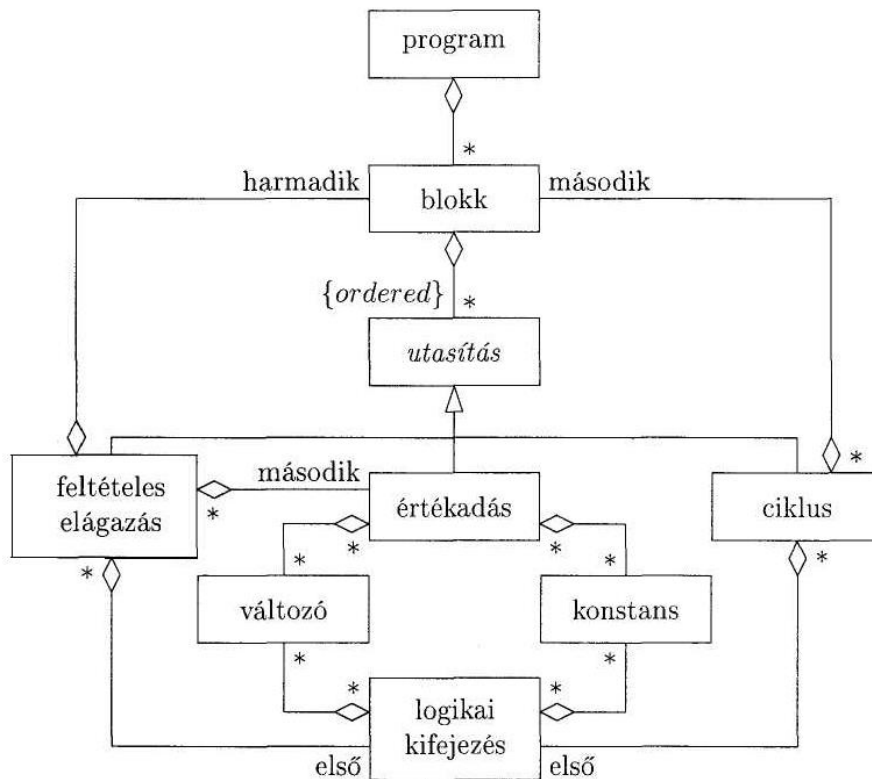 program
*
harmadik
második
blokk
{ordered}
*
utasítás
feltételes
elágazás
*
második
értékadás
*
*
ciklus
*
*
*
*
*
*
változó
konstans
*
*
*
*
logikai
kifejezés
első
első